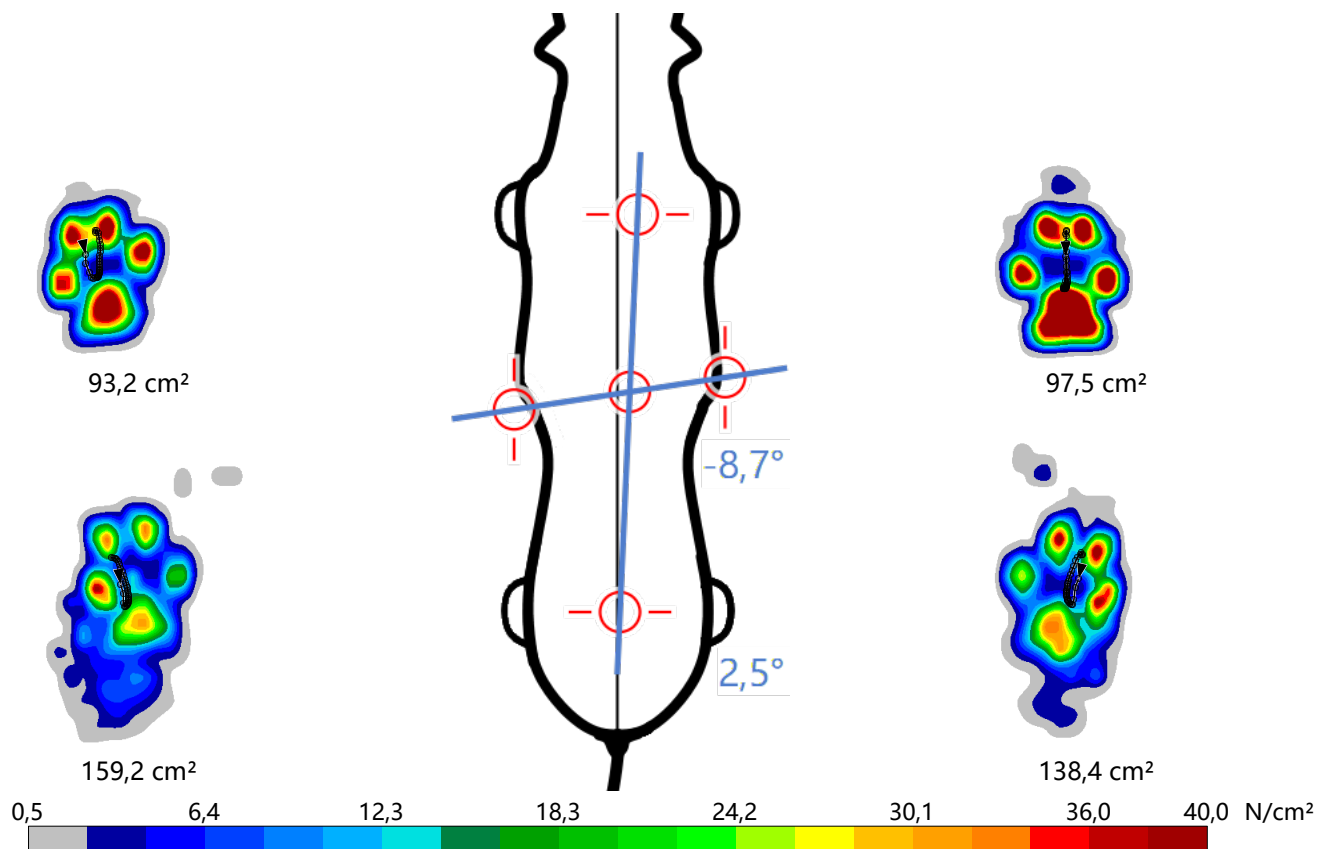 93,2 cm²
97,5 cm²
-8,7°
2,5°
159,2 cm²
138,4 cm²
0,5 6,4 12,3 18,3 24,2 30,1 36,0 40,0 N/cm²